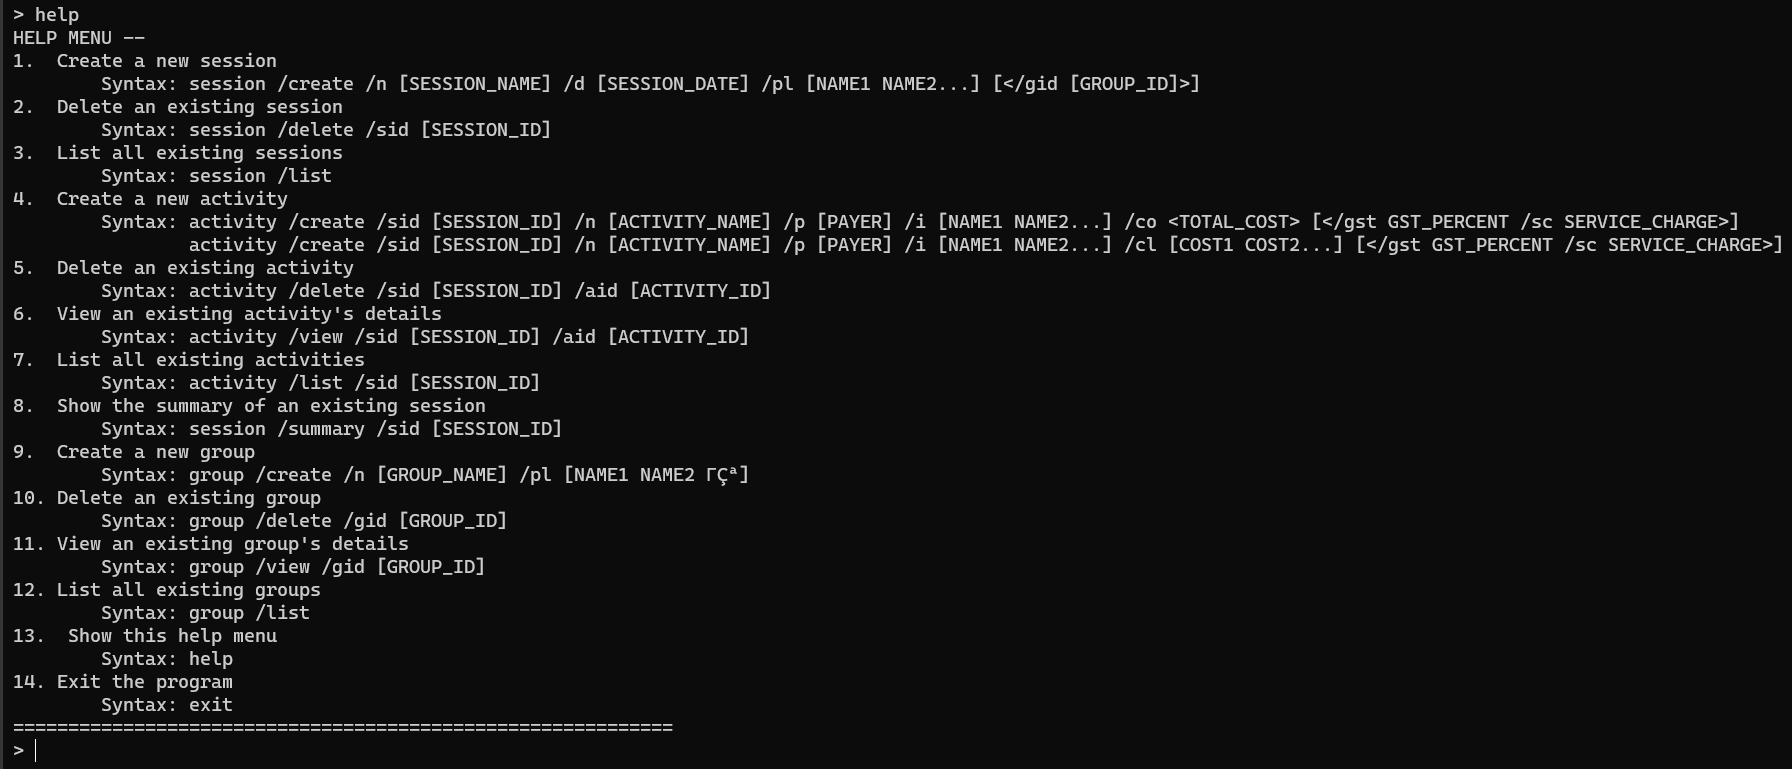 > help
HELP MENU --
1.  Create a new session
        Syntax: session /create /n [SESSION_NAME] /d [SESSION_DATE] /pl [NAME1 NAME2...] [</gid [GROUP_ID]>]
2.  Delete an existing session
        Syntax: session /delete /sid [SESSION_ID]
3.  List all existing sessions
        Syntax: session /list
4.  Create a new activity
        Syntax: activity /create /sid [SESSION_ID] /n [ACTIVITY_NAME] /p [PAYER] /i [NAME1 NAME2...] /co <TOTAL_COST> [</gst GST_PERCENT /sc SERVICE_CHARGE>]
                activity /create /sid [SESSION_ID] /n [ACTIVITY_NAME] /p [PAYER] /i [NAME1 NAME2...] /cl [COST1 COST2...] [</gst GST_PERCENT /sc SERVICE_CHARGE>]
5.  Delete an existing activity
        Syntax: activity /delete /sid [SESSION_ID] /aid [ACTIVITY_ID]
6.  View an existing activity's details
        Syntax: activity /view /sid [SESSION_ID] /aid [ACTIVITY_ID]
7.  List all existing activities
        Syntax: activity /list /sid [SESSION_ID]
8.  Show the summary of an existing session
        Syntax: session /summary /sid [SESSION_ID]
9.  Create a new group
        Syntax: group /create /n [GROUP_NAME] /pl [NAME1 NAME2 ΓÇª]
10. Delete an existing group
        Syntax: group /delete /gid [GROUP_ID]
11. View an existing group's details
        Syntax: group /view /gid [GROUP_ID]
12. List all existing groups
        Syntax: group /list
13.  Show this help menu
        Syntax: help
14. Exit the program
        Syntax: exit
============================================================
>